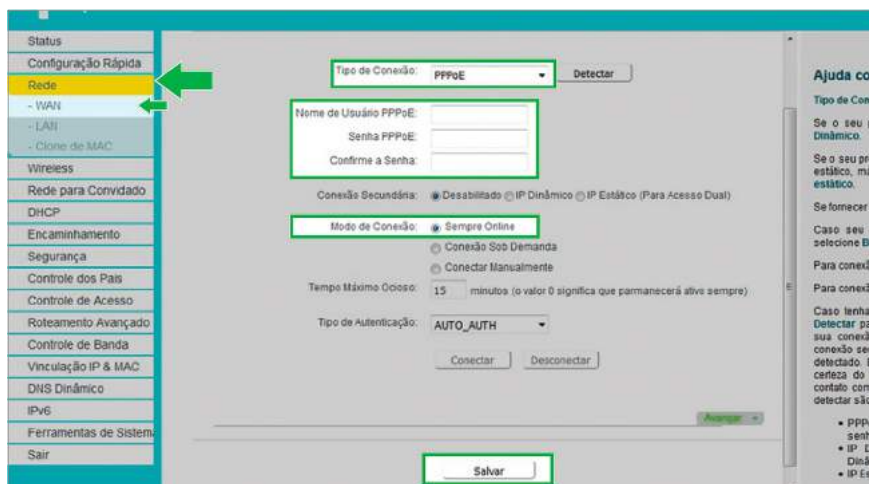 Status
Configuração Rápida
Rede
- WAN
- LAN
- Clone de MAC
Wireless
Rede para Convidado
DHCP
Encaminhamento
Segurança
Controle dos Pais
Controle de Acesso
Roteamento Avançado
Controle de Banda
Vinculação IP & MAC
DNS Dinâmico
IPv6
Ferramentas de Sistema
Sair
Tipo de Conexão: PPPoE Detectar
Nome de Usuário PPPoE:
Senha PPPoE:
Confirme a Senha:
Conexão Secundária: Desabilitado IP Dinâmico IP Estático (Para Acesso Dual)
Modo de Conexão: Sempre Online
Conexão Sob Demanda
Conectar Manualmente
Tempo Máximo Ocioso: 15 minutos (o valor 0 significa que parmanecerá ativo sempre)
Tipo de Autenticação: AUTO_AUTH
Conectar Desconectar
Avançar
Salvar
Ajuda co
Tipo de Con
Se o seu
Dinâmico.
Se o seu pr
estático, má
estático.
Se fornecer
Caso seu
selecione B
Para conexã
Para conexã
Caso tenha
Detectar pa
sua conexã
conexão se
detectado.
certeza do
contato com
detectar são
• PPP
senh
• IP D
Dinâ
• IP Es